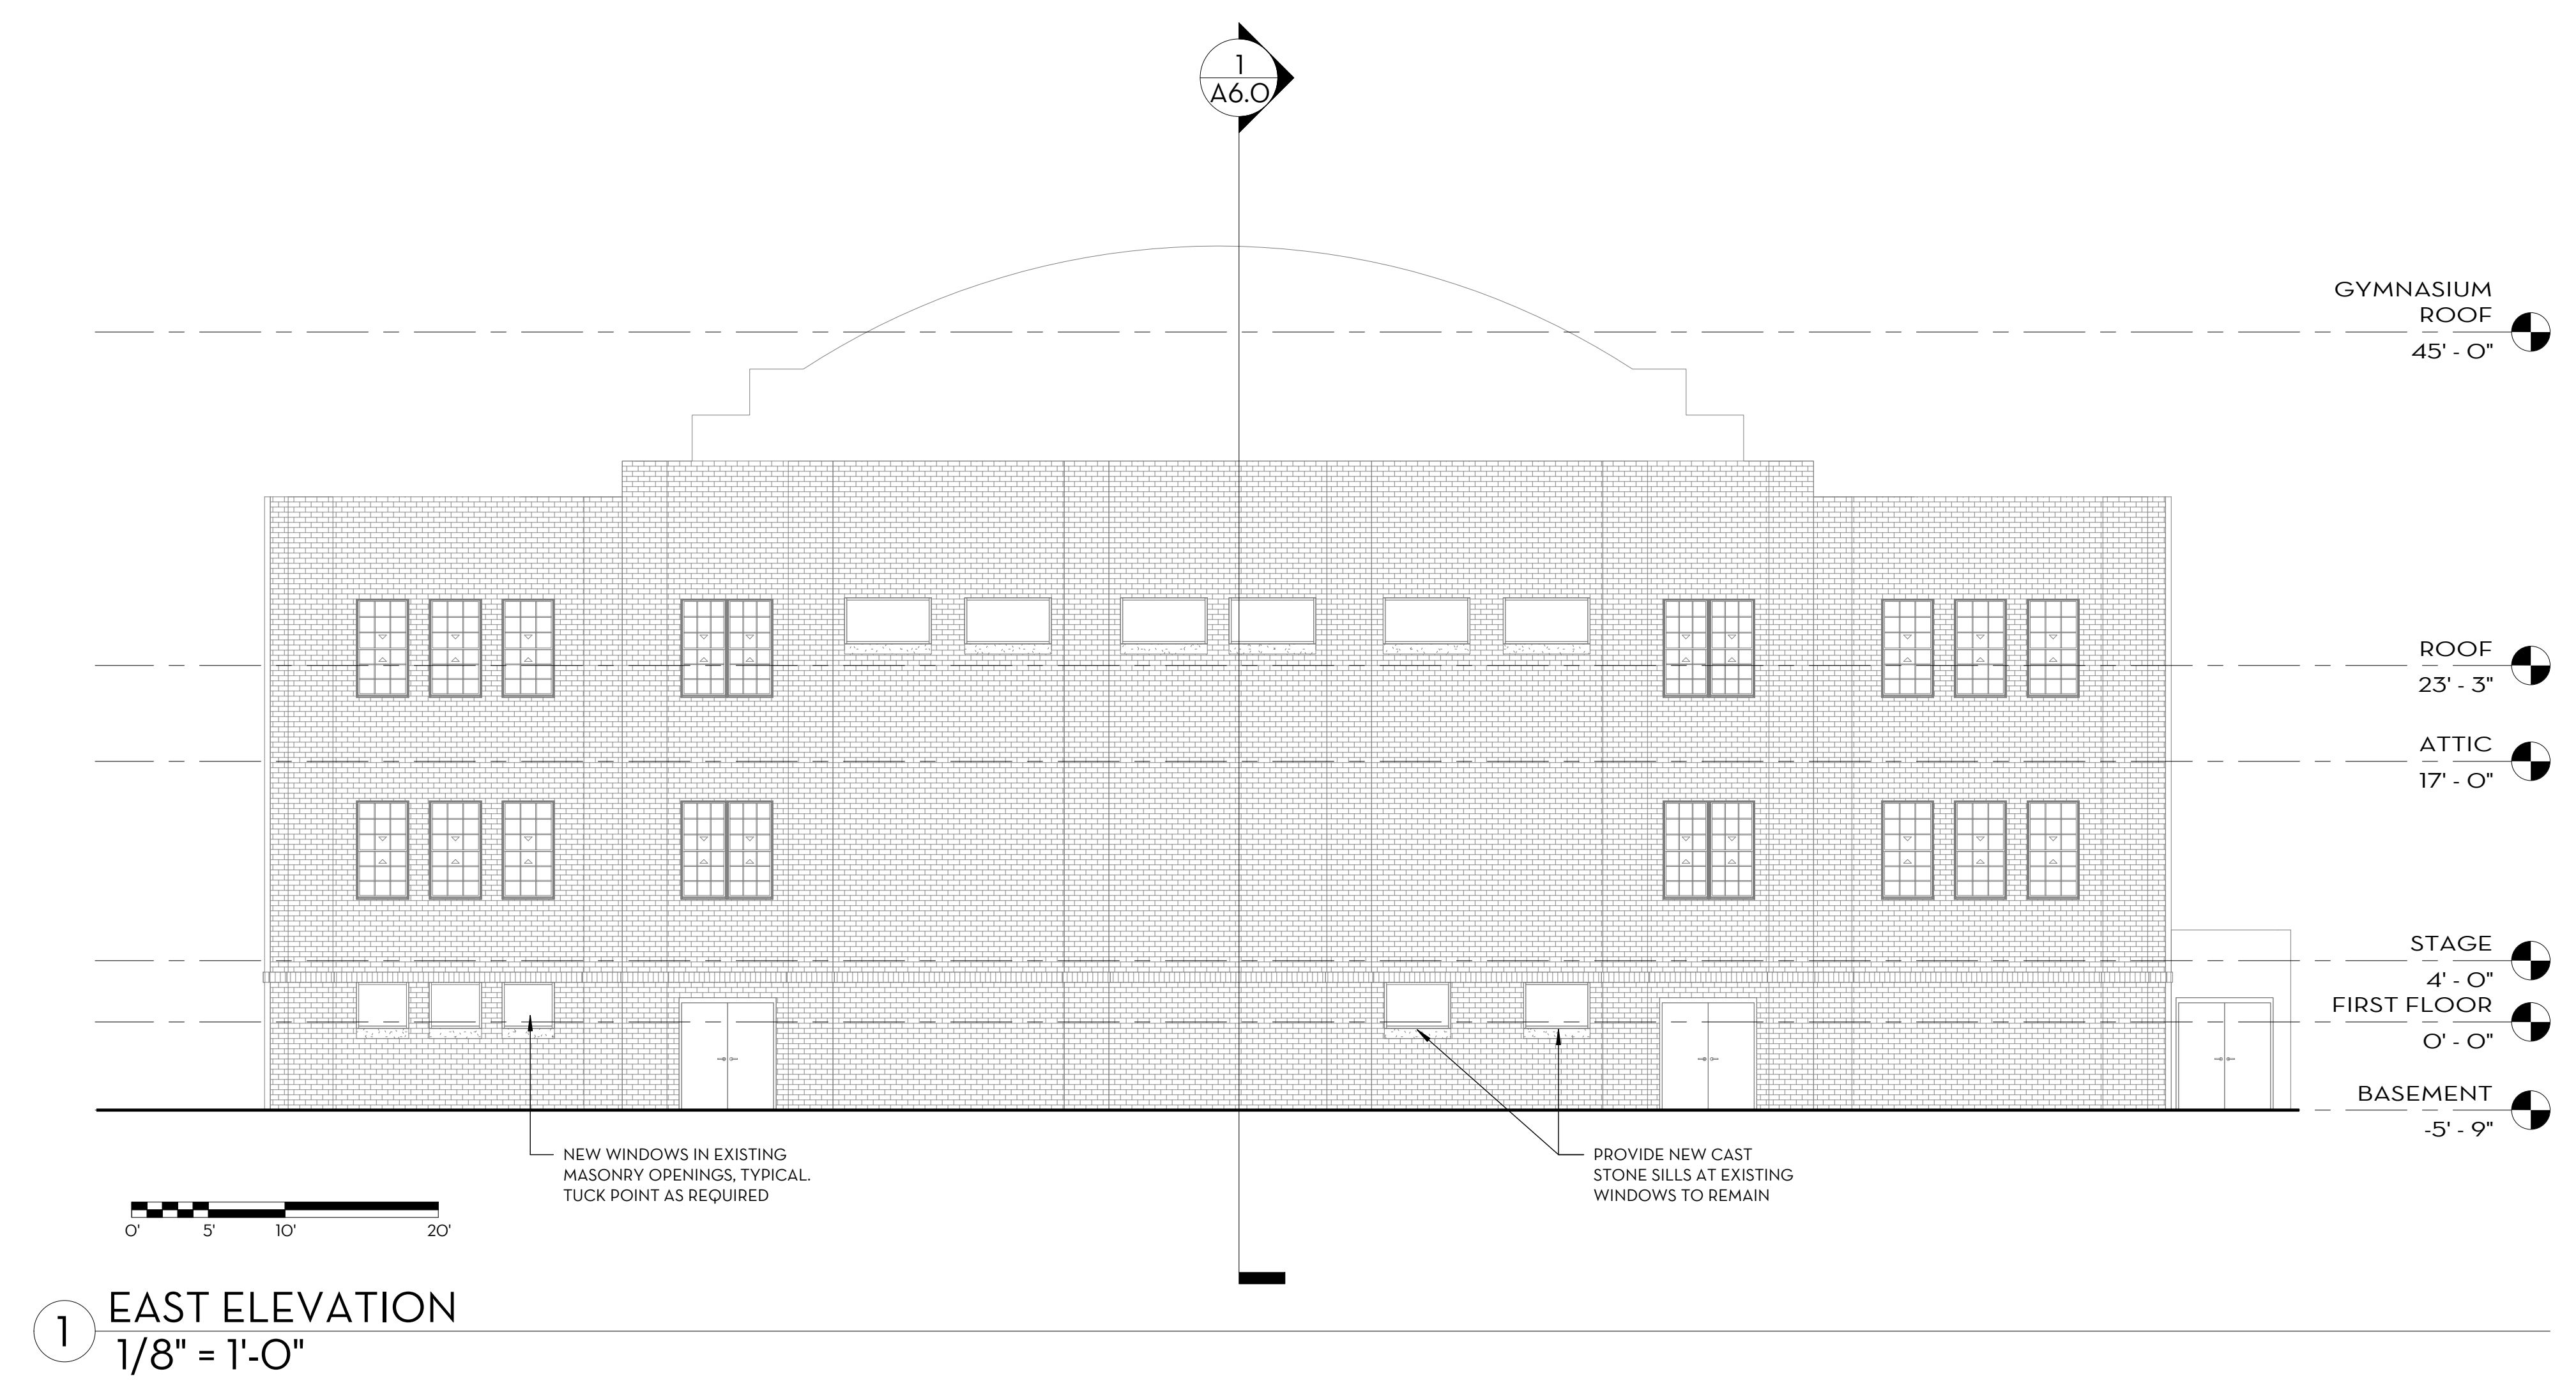 1
A6.0
GYMNASIUM
ROOF
45' - 0"
ROOF
23' - 3"
ATTIC
17' - 0"
STAGE
4' - 0"
FIRST FLOOR
0' - 0"
BASEMENT
-5' - 9"
NEW WINDOWS IN EXISTING
MASONRY OPENINGS, TYPICAL.
TUCK POINT AS REQUIRED
PROVIDE NEW CAST
STONE SILLS AT EXISTING
WINDOWS TO REMAIN
0' 5' 10' 20'
1 EAST ELEVATION
1/8" = 1'-0"